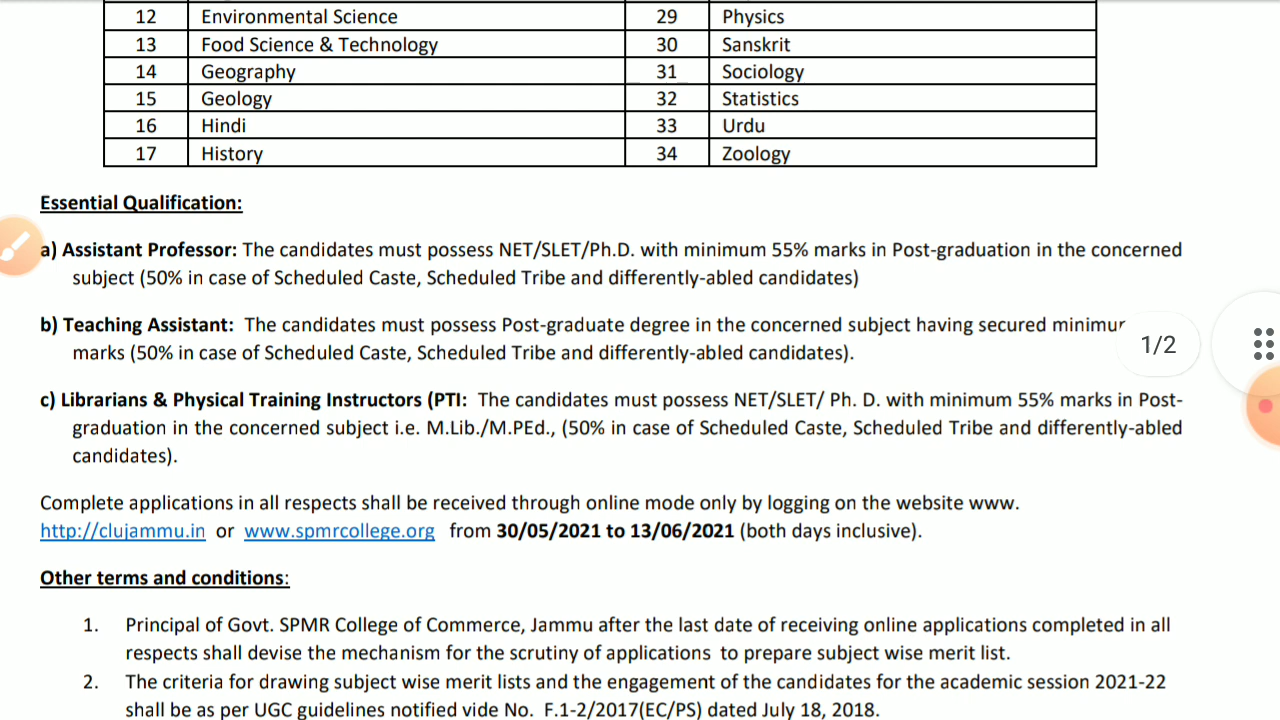 12 Environmental Science 29 Physics
13 Food Science & Technology 30 Sanskrit
14 Geography 31 Sociology
15 Geology 32 Statistics
16 Hindi 33 Urdu
17 History 34 Zoology
Essential Qualification:
a) Assistant Professor: The candidates must possess NET/SLET/Ph.D. with minimum 55% marks in Post-graduation in the concerned
subject (50% in case of Scheduled Caste, Scheduled Tribe and differently-abled candidates)
b) Teaching Assistant: The candidates must possess Post-graduate degree in the concerned subject having secured
marks (50% in case of Scheduled Caste, Scheduled Tribe and differently-abled candidates).
1/2
c) Librarians & Physical Training Instructors (PTI: The candidates must possess NET/SLET/ Ph. D. with minimum 55% marks in Post-
graduation in the concerned subject i.e. M.Lib./M.PEd., (50% in case of Scheduled Caste, Scheduled Tribe and differently-abled
candidates).
Complete applications in all respects shall be received through online mode only by logging on the website www.
http://clujammu.in or www.spmrcollege.org from 30/05/2021 to 13/06/2021 (both days inclusive).
Other terms and conditions:
1. Principal of Govt. SPMR College of Commerce, Jammu after the last date of receiving online applications completed in all
respects shall devise the mechanism for the scrutiny of applications to prepare subject wise merit list.
2. The criteria for drawing subject wise merit lists and the engagement of the candidates for the academic session 2021-22
shall be as per UGC guidelines notified vide No. F.1-2/2017(EC/PS) dated July 18, 2018.